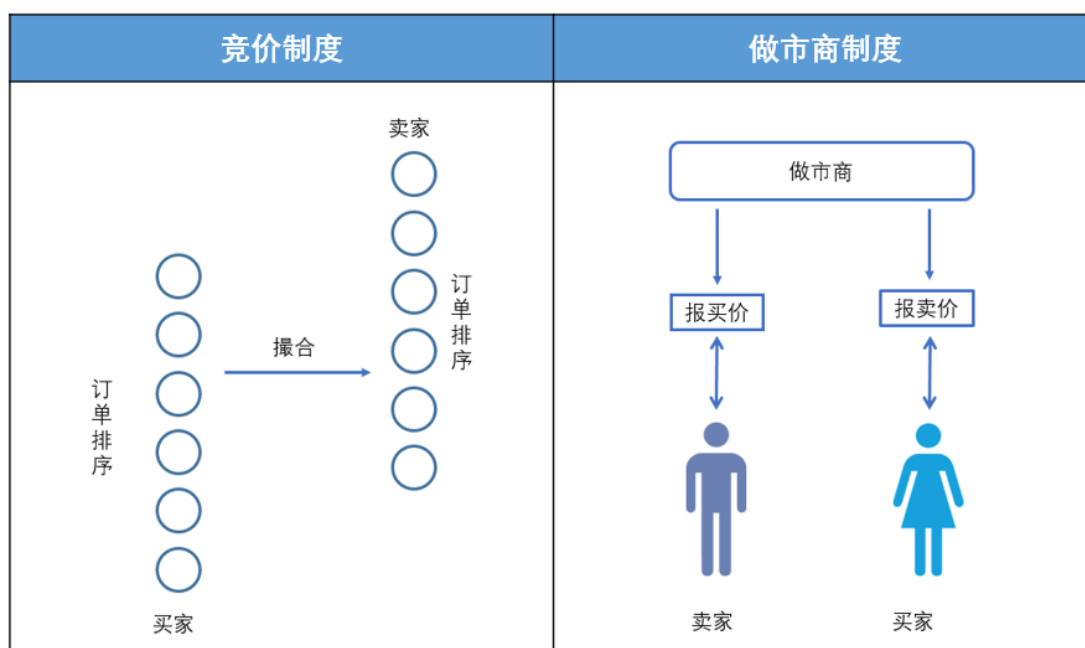 竞价制度
做市商制度
卖家
订单排序
撮合
订单排序
买家
做市商
报买价
报卖价
卖家
买家